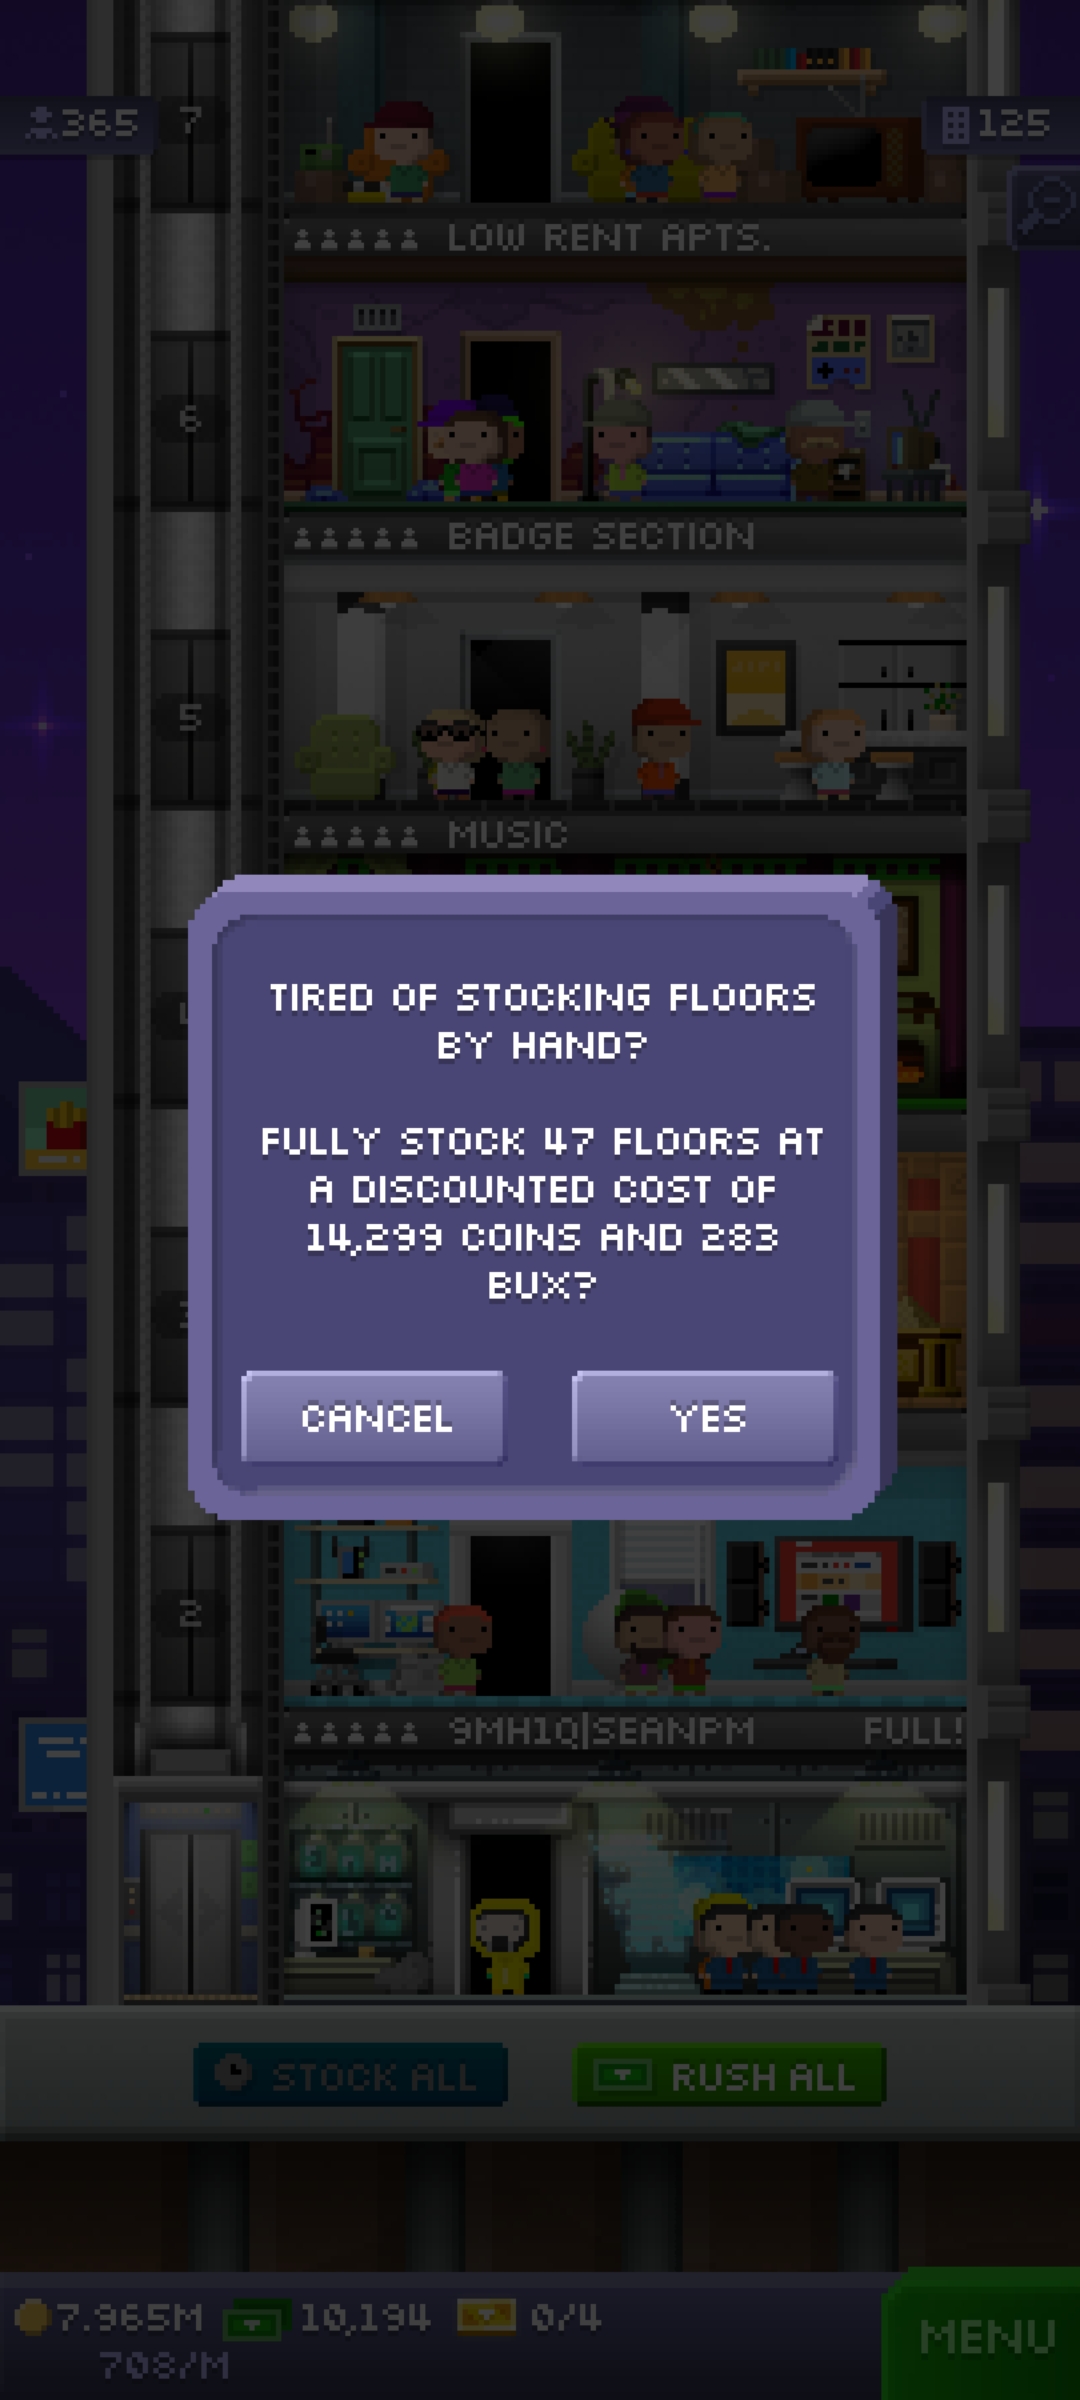 365
7
125
LOW RENT APTS.
6
BADGE SECTION
5
MUSIC
TIRED OF STOCKING FLOORS
BY HAND?
FULLY STOCK 47 FLOORS AT
A DISCOUNTED COST OF
14,299 COINS AND 283
BUX?
CANCEL
YES
2
9MH1Q|SEANPM
FULL!
STOCK ALL
RUSH ALL
7.965M
10,194
0/4
MENU
708/M